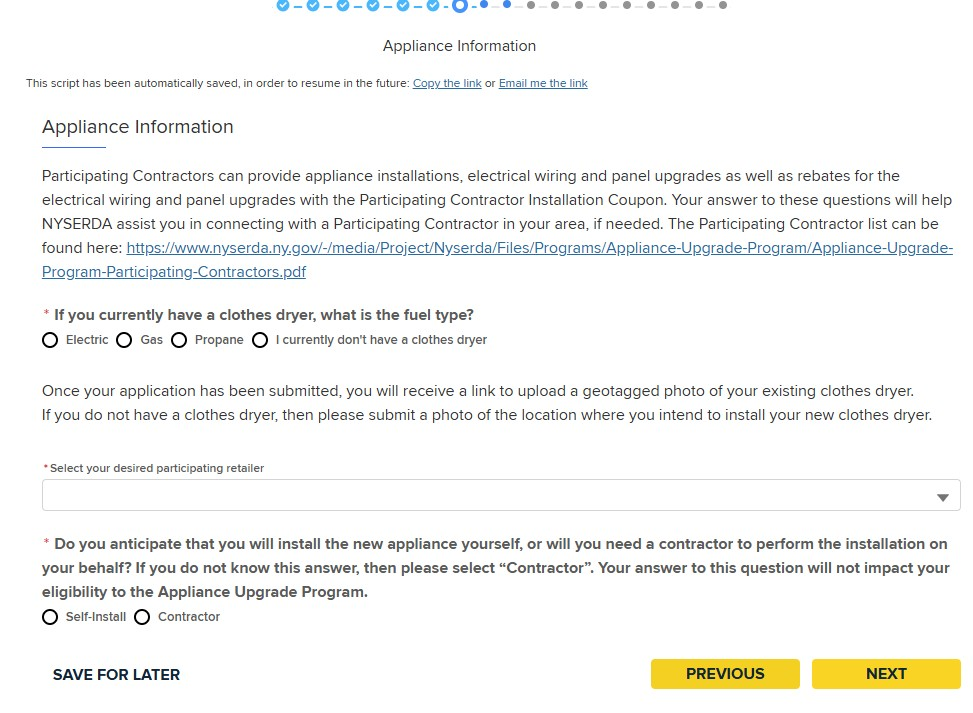 Appliance Information
This script has been automatically saved, in order to resume in the future: Copy the link or Email me the link
Appliance Information
Participating Contractors can provide appliance installations, electrical wiring and panel upgrades as well as rebates for the
electrical wiring and panel upgrades with the Participating Contractor Installation Coupon. Your answer to these questions will help
NYSERDA assist you in connecting with a Participating Contractor in your area, if needed. The Participating Contractor list can be
found here: https://www.nyserda.ny.gov/-/media/Project/Nyserda/Files/Programs/Appliance-Upgrade-Program/Appliance-Upgrade-
Program-Participating-Contractors.pdf
* If you currently have a clothes dryer, what is the fuel type?
Electric Gas Propane I currently don't have a clothes dryer
Once your application has been submitted, you will receive a link to upload a geotagged photo of your existing clothes dryer.
If you do not have a clothes dryer, then please submit a photo of the location where you intend to install your new clothes dryer.
* Select your desired participating retailer
* Do you anticipate that you will install the new appliance yourself, or will you need a contractor to perform the installation on
your behalf? If you do not know this answer, then please select “Contractor”. Your answer to this question will not impact your
eligibility to the Appliance Upgrade Program.
Self-Install Contractor
SAVE FOR LATER PREVIOUS NEXT